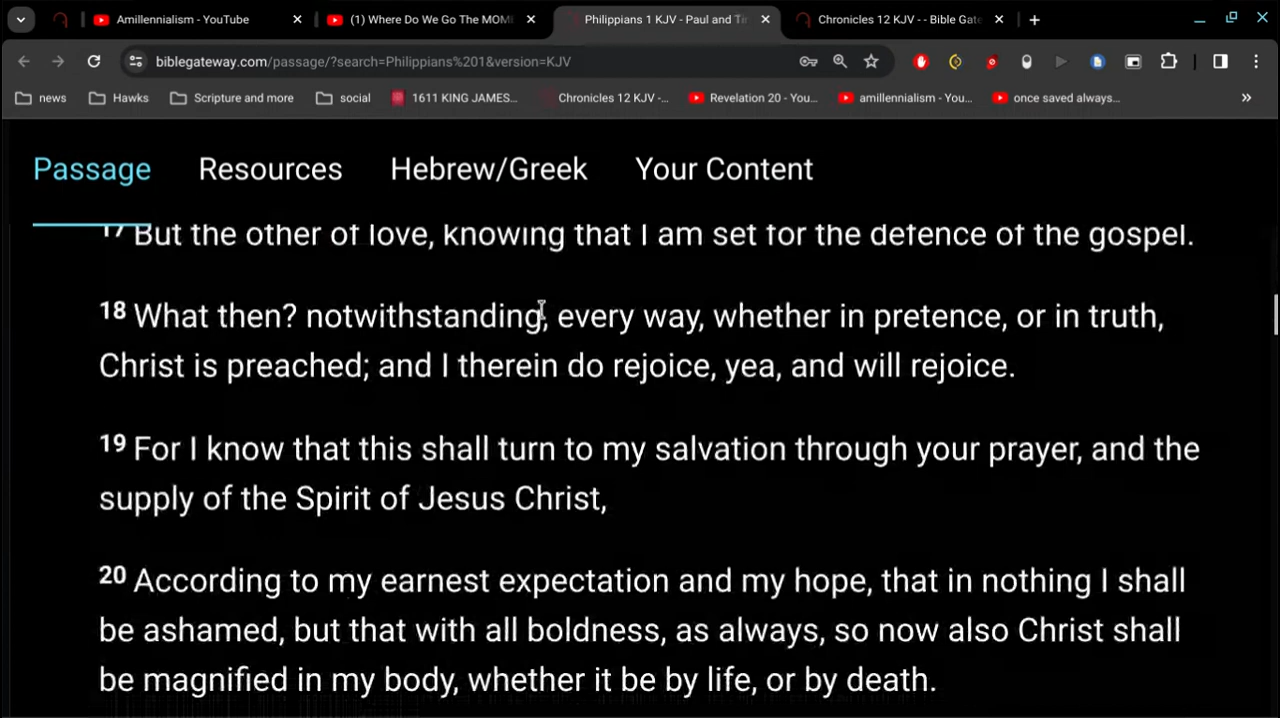 Amillennialism - YouTube
(1) Where Do We Go The MOM
Philippians 1 KJV - Paul and Ti
Chronicles 12 KJV - - Bible Gat
biblegateway.com/passage/?search=Philippians%201&version=KJV
news
Hawks
Scripture and more
social
1611 KING JAMES...
Chronicles 12 KJV -...
Revelation 20 - You...
amillennialism - You...
once saved always...
Passage Resources Hebrew/Greek Your Content
17 But the other of love, knowing that I am set for the defence of the gospel.
18 What then? notwithstanding, every way, whether in pretence, or in truth,
Christ is preached; and I therein do rejoice, yea, and will rejoice.
19 For I know that this shall turn to my salvation through your prayer, and the
supply of the Spirit of Jesus Christ,
20 According to my earnest expectation and my hope, that in nothing I shall
be ashamed, but that with all boldness, as always, so now also Christ shall
be magnified in my body, whether it be by life, or by death.